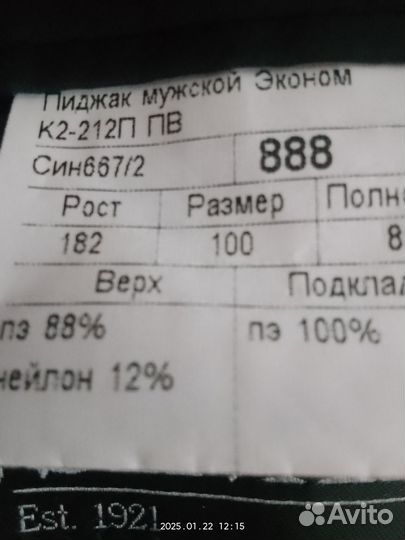 Пиджак мужской Эконом
К2-212П ПВ
Син667/2 888
Рост Размер
182 100 8
Верх
пэ 88% пэ 100%
нейлон 12%
Est. 1921
2025.01.22 12:15
Avito